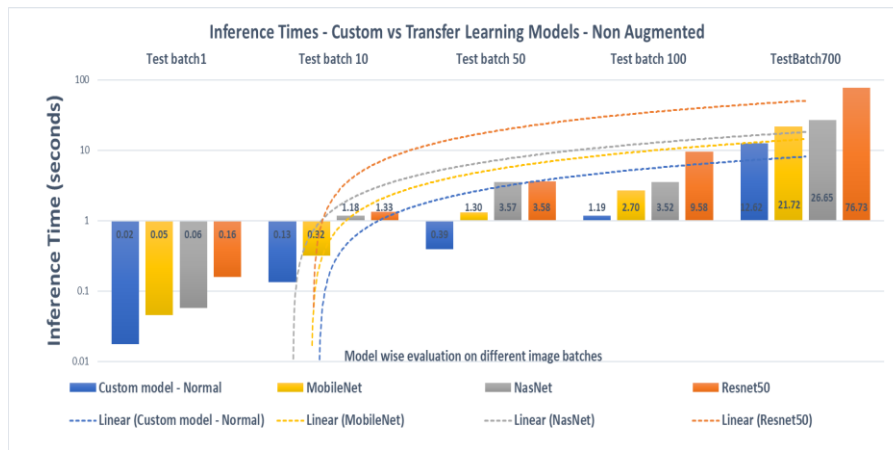 Inference Times - Custom vs Transfer Learning Models - Non Augmented
Test batch1 Test batch 10 Test batch 50 Test batch 100 TestBatch700
Inference Time (seconds)
100
10
1
0.1
0.01
0.02 0.05 0.06 0.16
0.13 0.32 1.18 1.33
0.39 1.30 3.57 3.58
1.19 2.70 3.52 9.58
12.62 21.72 26.65 76.73
Model wise evaluation on different image batches
Custom model - Normal MobileNet NasNet Resnet50
Linear (Custom model - Normal) Linear (MobileNet) Linear (NasNet) Linear (Resnet50)